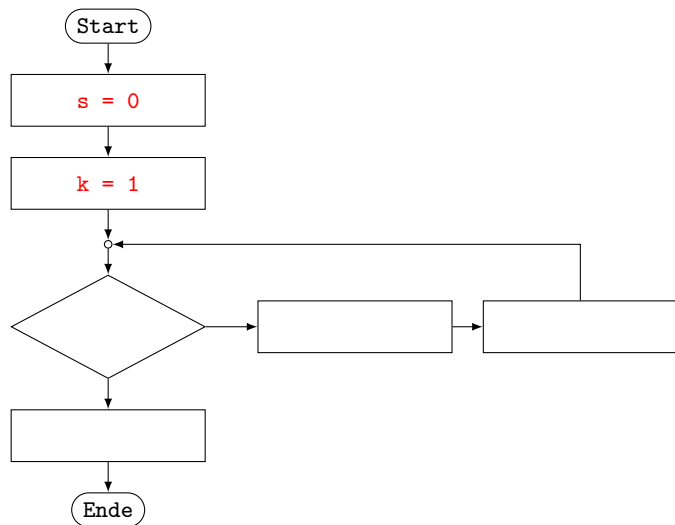 Start
s = 0
k = 1
Ende